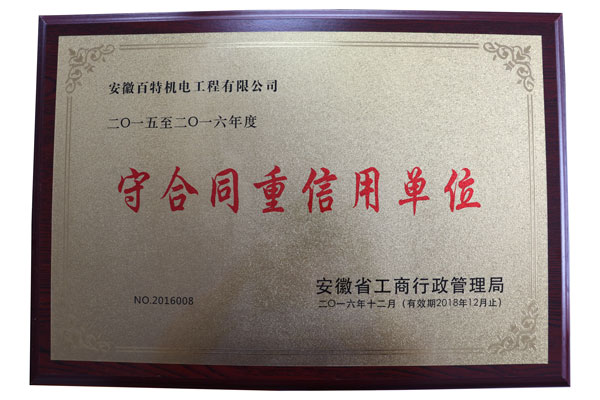 安徽百特机电工程有限公司
二〇一五至二〇一六年度
守合同重信用单位
安徽省工商行政管理局
NO.2016008
二〇一六年十二月（有效期2018年12月止）